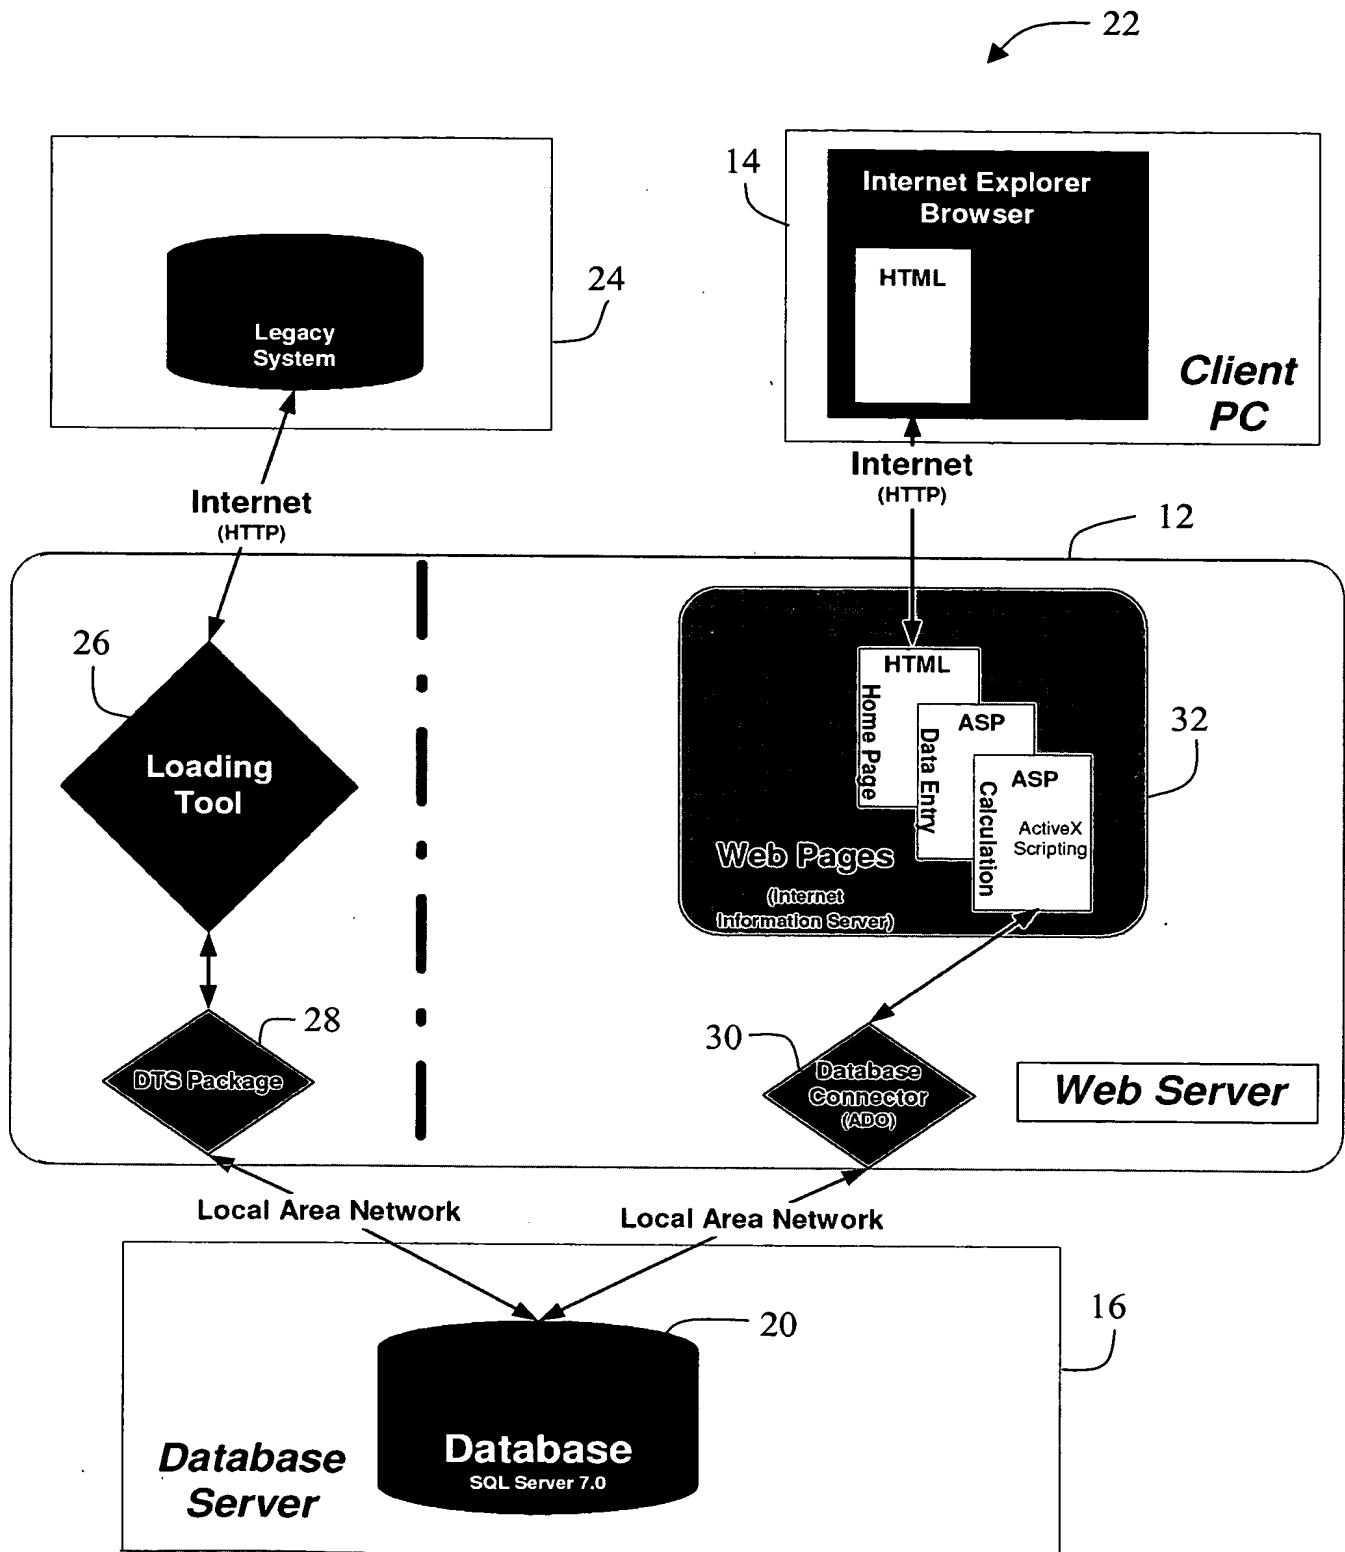 22
14
Internet Explorer
Browser
HTML
Client
PC
24
Legacy
System
Internet
(HTTP)
Internet
(HTTP)
12
26
Loading
Tool
28
DTS Package
HTML
Home Page
ASP
Data Entry
ASP
Calculation
ActiveX
Scripting
Web Pages
(Internet
Information Server)
32
30
Database
Connector
(ADO)
Web Server
Local Area Network
Local Area Network
16
20
Database
SQL Server 7.0
Database
Server